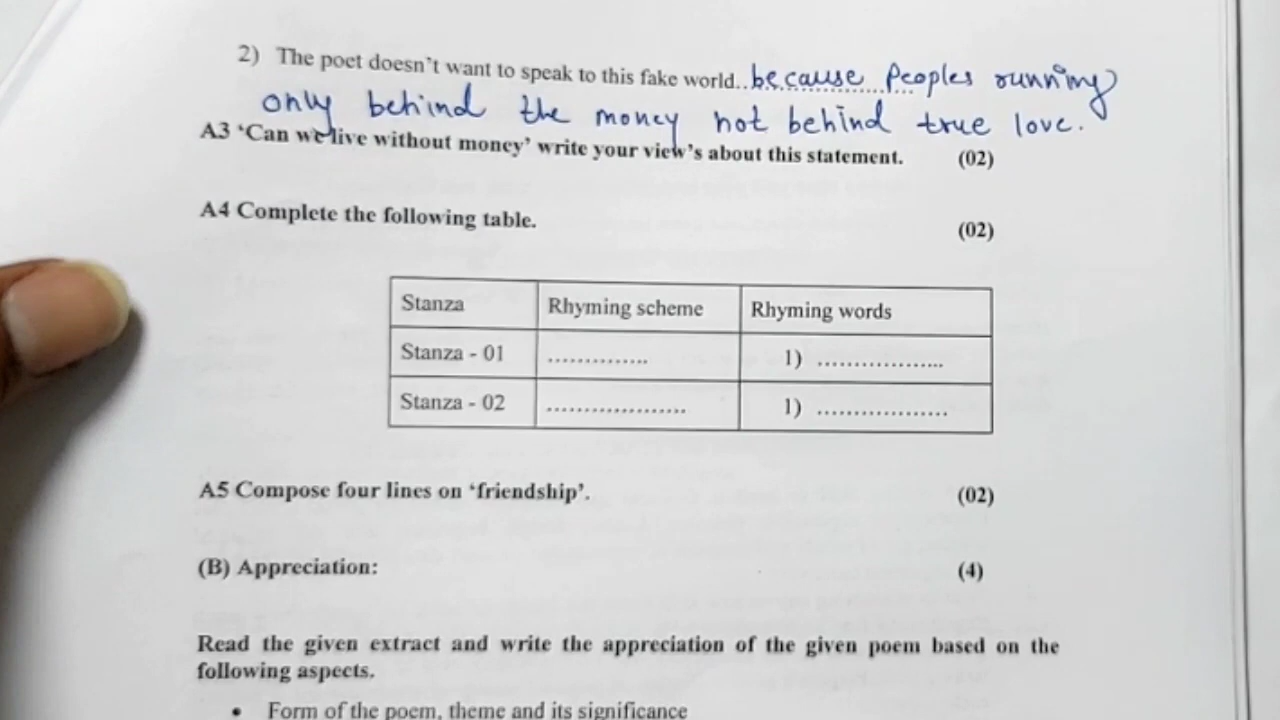 2) The poet doesn't want to speak to this fake world..because Peoples running
only behind the money not behind true love.
A3 ‘Can we live without money’ write your view’s about this statement. (02)
A4 Complete the following table. (02)
Stanza Rhyming scheme Rhyming words
Stanza - 01 .............. 1) ..................
Stanza - 02 .................... 1) ...................
A5 Compose four lines on ‘friendship’. (02)
(B) Appreciation: (4)
Read the given extract and write the appreciation of the given poem based on the
following aspects.
• Form of the poem, theme and its significance